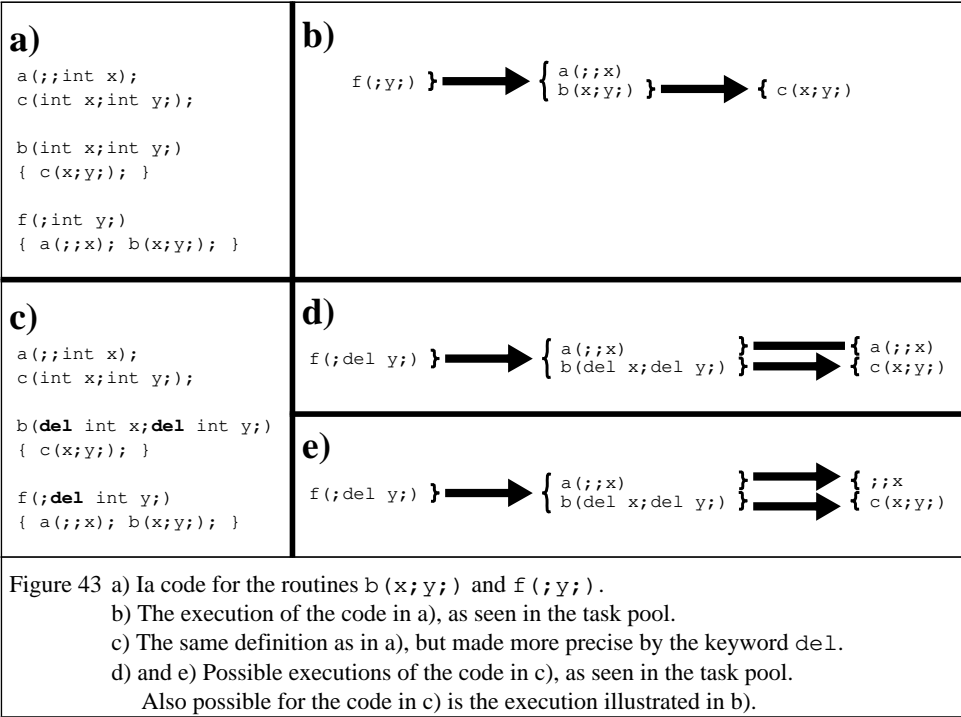 a)
a(;;int x);
c(int x;int y;);
b(int x;int y;)
{ c(x;y;); }
f(;int y;)
{ a(;;x); b(x;y;); }
b)
f(;y;) } { a(;;x)
b(x;y;) } { c(x;y;)
c)
a(;;int x);
c(int x;int y;);
b(del int x;del int y;)
{ c(x;y;); }
f(;del int y;)
{ a(;;x); b(x;y;); }
d)
f(;del y;) } { a(;;x) } { a(;;x)
b(del x;del y;) } { c(x;y;)
e)
f(;del y;) } { a(;;x) } { ;;x
b(del x;del y;) } { c(x;y;)
Figure 43 a) Ia code for the routines b(x;y;) and f(;y;).
b) The execution of the code in a), as seen in the task pool.
c) The same definition as in a), but made more precise by the keyword del.
d) and e) Possible executions of the code in c), as seen in the task pool.
Also possible for the code in c) is the execution illustrated in b).